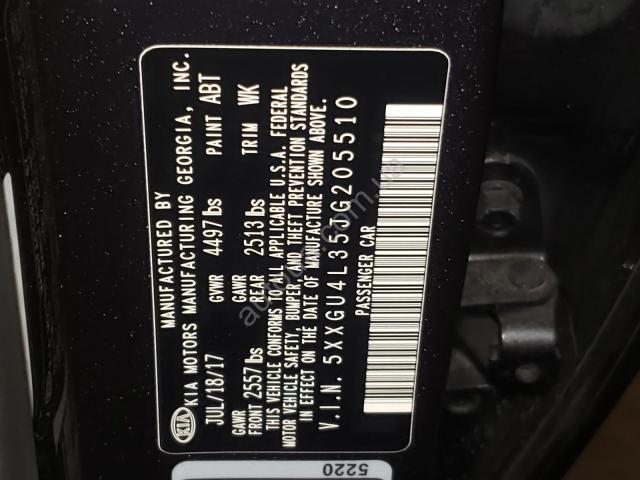 MANUFACTURED BY
KIA MOTORS MANUFACTURING GEORGIA, INC.
KIA
JUL/18/17 GVWR 4497lbs PAINT ABT
GAWR FRONT 2557lbs GAWR REAR 2513lbs TRIM WK
THIS VEHICLE CONFORMS TO ALL APPLICABLE U.S.A. FEDERAL
MOTOR VEHICLE SAFETY, BUMPER, AND THEFT PREVENTION STANDARDS
IN EFFECT ON THE DATE OF MANUFACTURE SHOWN ABOVE.
V.I.N. 5XXGU4L35JG205510
PASSENGER CAR
5220